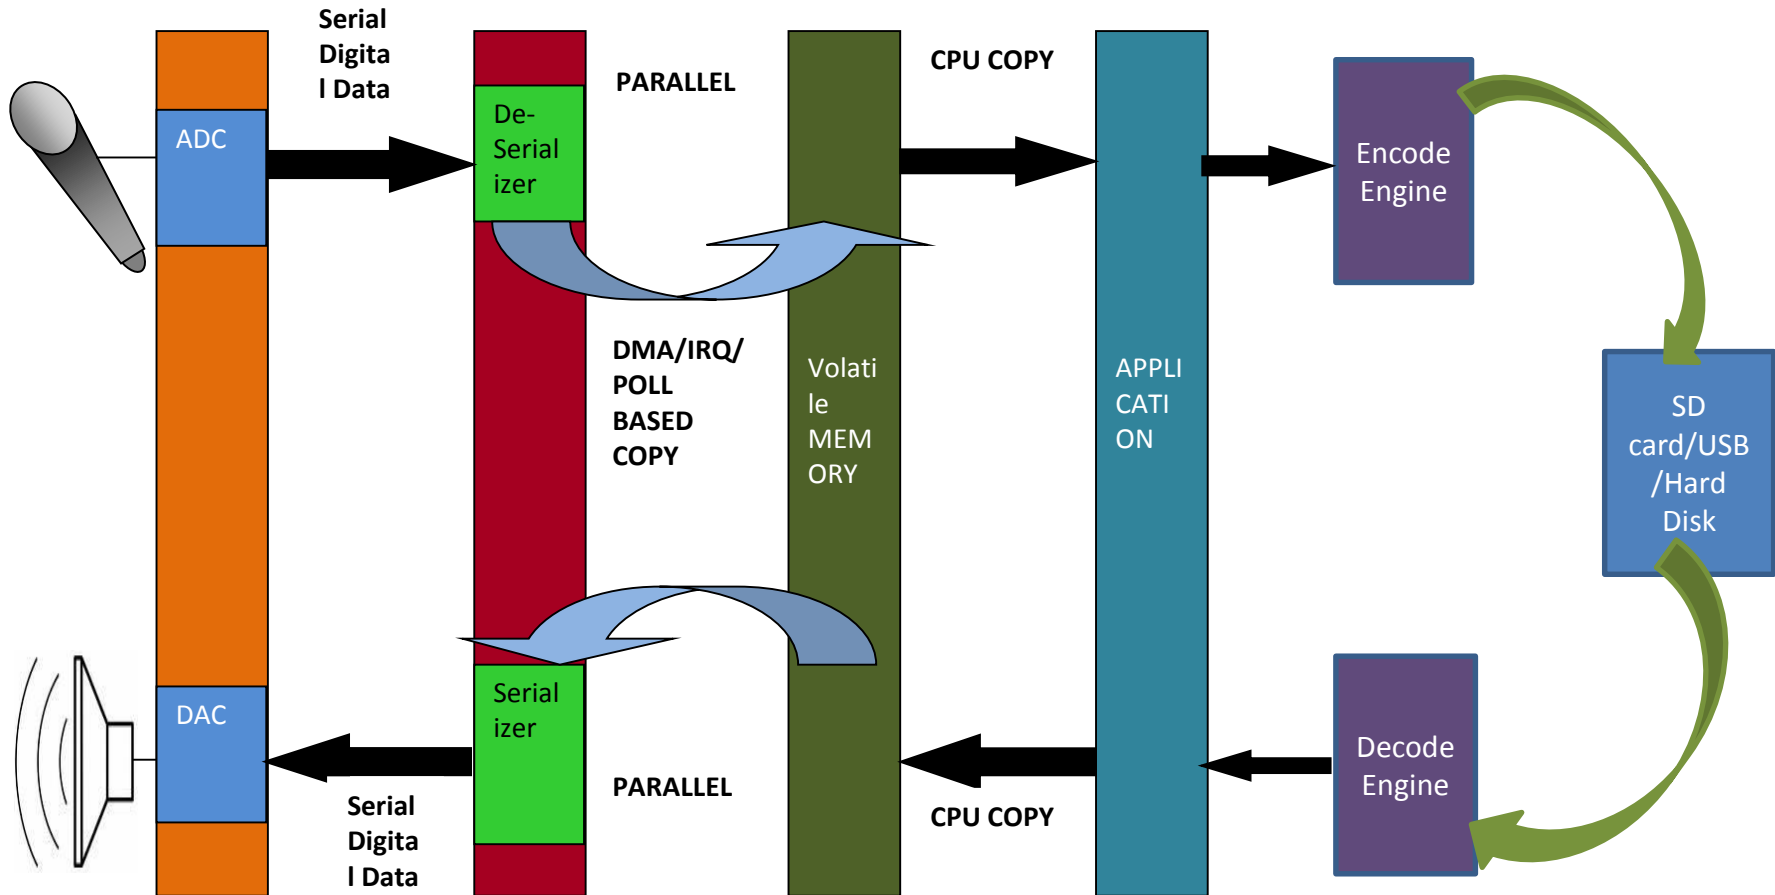 Serial
Digita
l Data
ADC
De-
Serial
izer
PARALLEL
CPU COPY
Encode
Engine
DMA/IRQ/
POLL
BASED
COPY
Volati
le
MEM
ORY
APPLI
CATI
ON
SD
card/USB
/Hard
Disk
DAC
Serial
izer
Serial
Digita
l Data
PARALLEL
CPU COPY
Decode
Engine